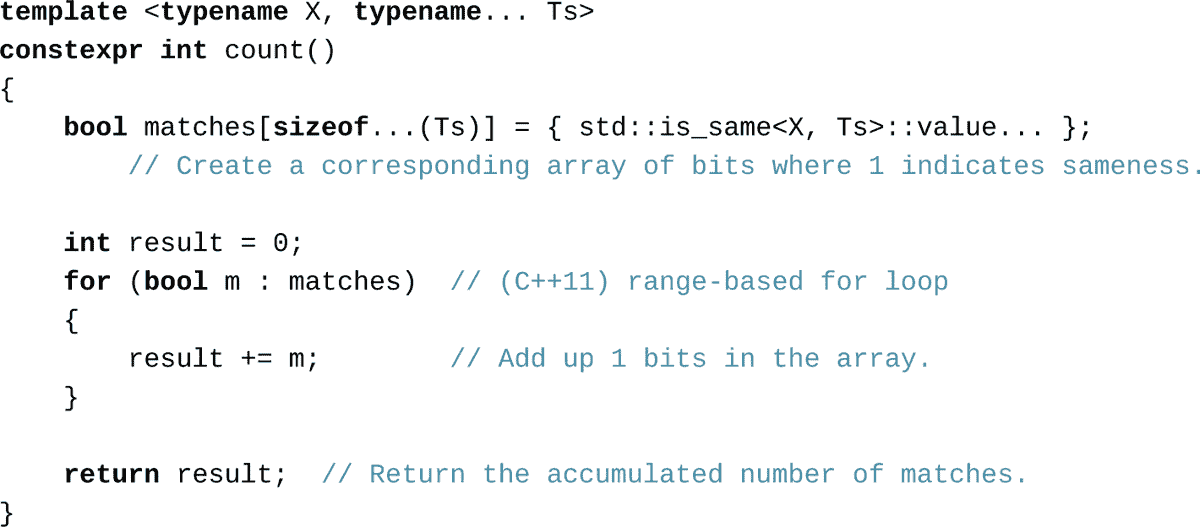 template <typename X, typename... Ts>
constexpr int count()
{
    bool matches[sizeof...(Ts)] = { std::is_same<X, Ts>::value... };
        // Create a corresponding array of bits where 1 indicates sameness.
    int result = 0;
    for (bool m : matches)  // (C++11) range-based for loop
    {
        result += m;        // Add up 1 bits in the array.
    }
    return result;  // Return the accumulated number of matches.
}